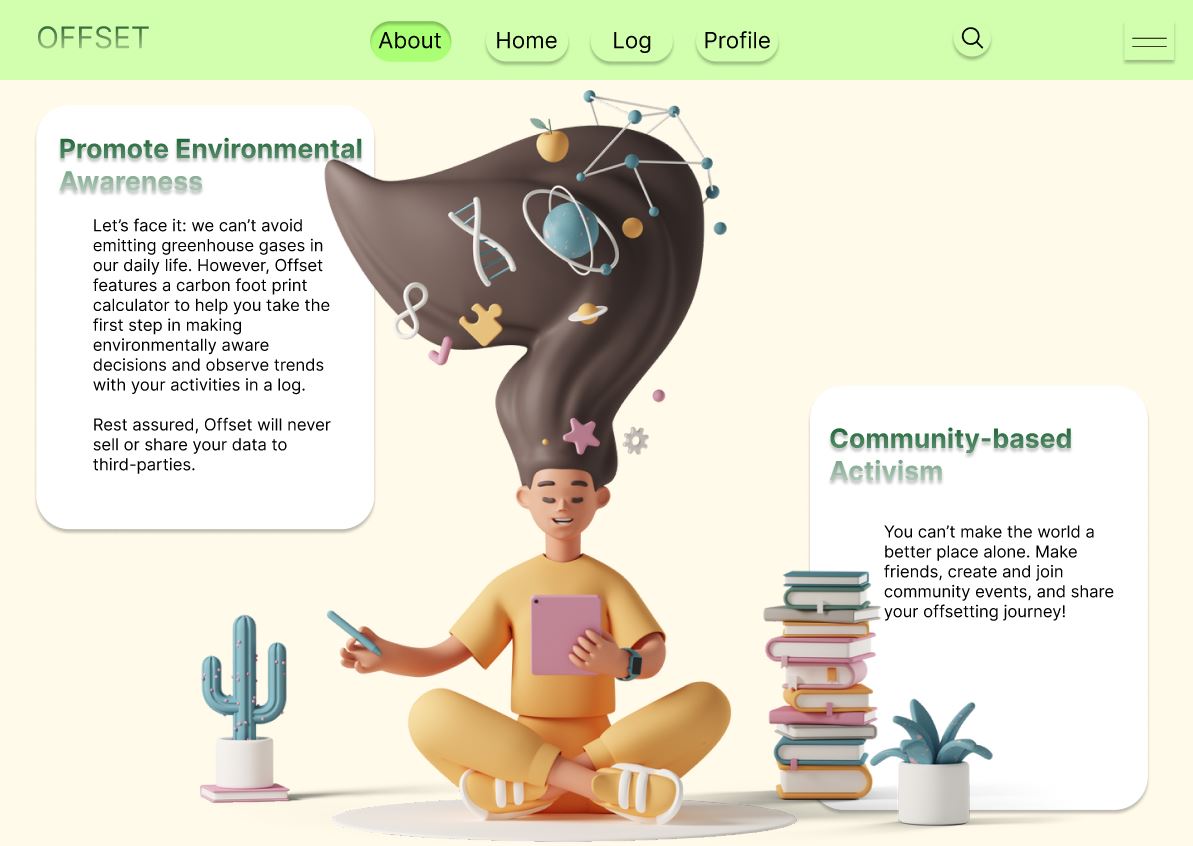 OFFSET
About
Home
Log
Profile
Promote Environmental
Awareness
Let’s face it: we can’t avoid
emitting greenhouse gases in
our daily life. However, Offset
features a carbon foot print
calculator to help you take the
first step in making
environmentally aware
decisions and observe trends
with your activities in a log.
Rest assured, Offset will never
sell or share your data to
third-parties.
Community-based
Activism
You can’t make the world a
better place alone. Make
friends, create and join
community events, and share
your offsetting journey!